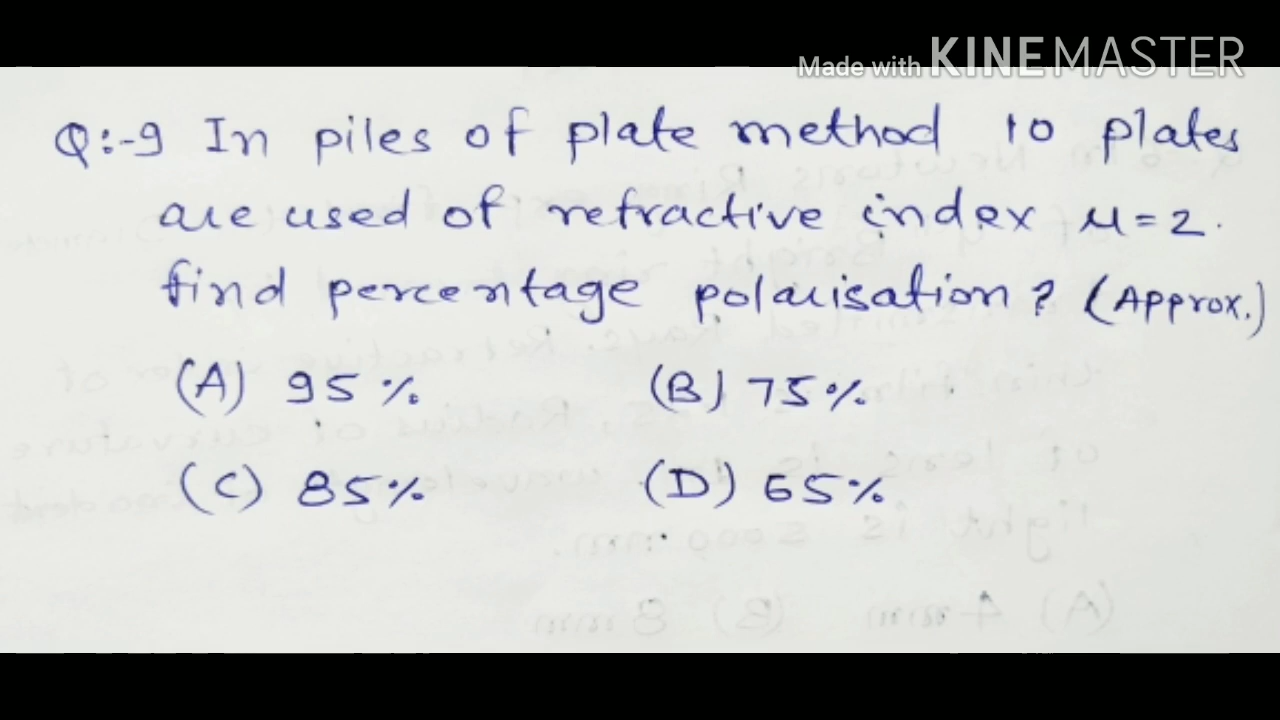 Made with KINEMASTER
Q:-9 In piles of plate method 10 plates
are used of refractive index μ=2.
find percentage polarisation? (Approx.)
(A) 95% (B) 75%
(C) 85% (D) 65%